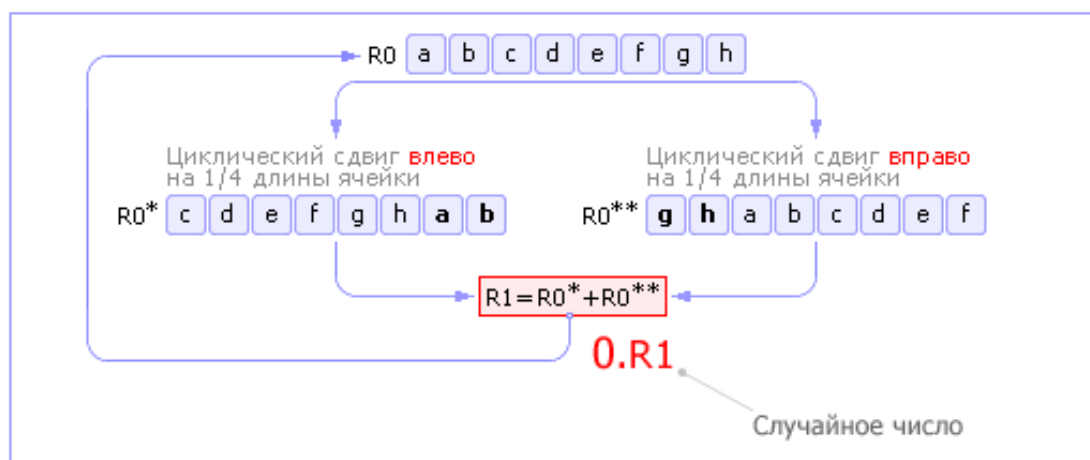 R0 a b c d e f g h
Циклический сдвиг влево
на 1/4 длины ячейки
Циклический сдвиг вправо
на 1/4 длины ячейки
R0* c d e f g h a b
R0** g h a b c d e f
R1=R0*+R0**
0.R1
Случайное число